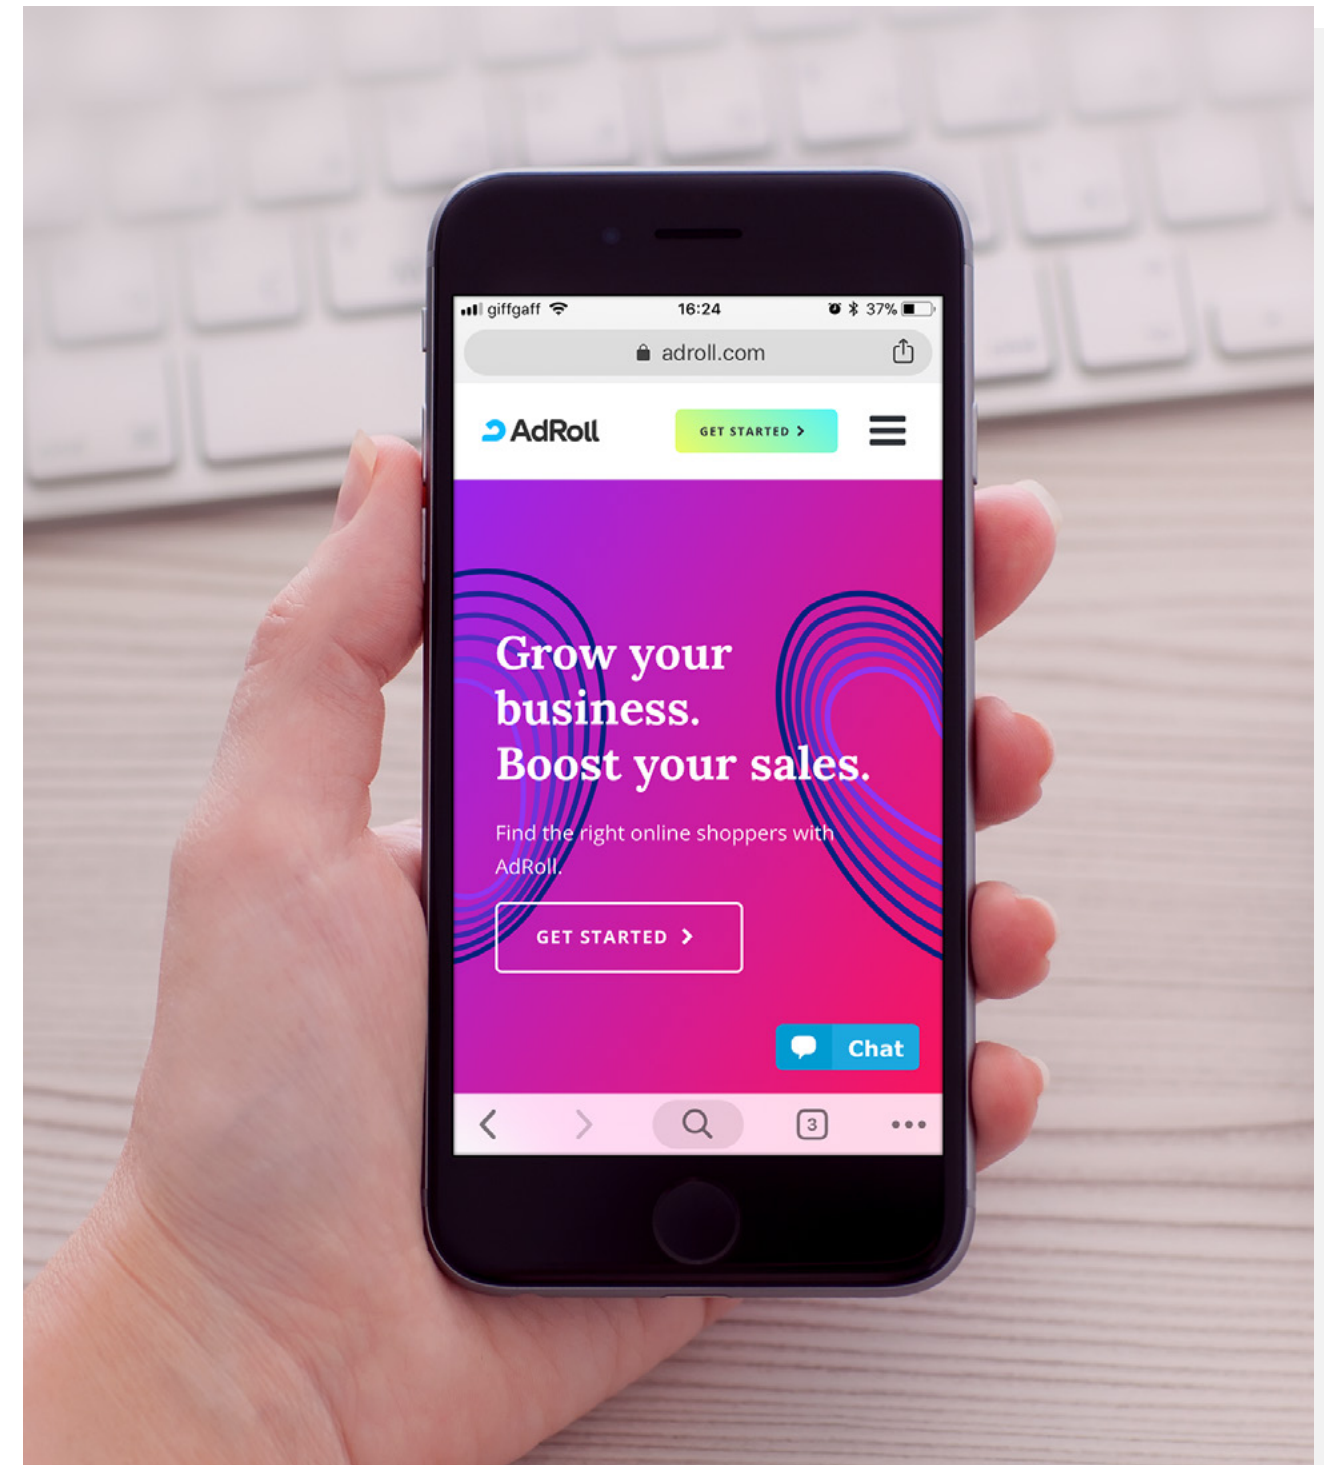 giffgaff 16:24 37%
adroll.com
AdRoll GET STARTED
Grow your
business.
Boost your sales.
Find the right online shoppers with
AdRoll.
GET STARTED
Chat
3